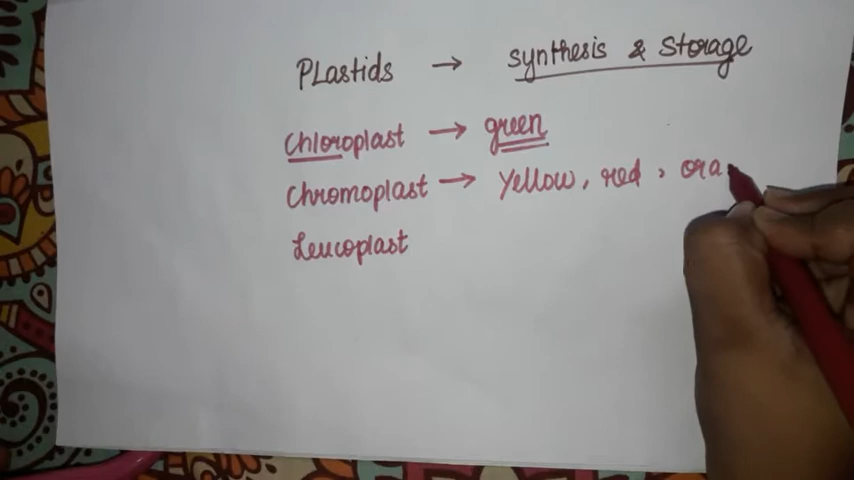 Plastids → synthesis & storage
Chloroplast → green
Chromoplast → Yellow, red, ora
Leucoplast